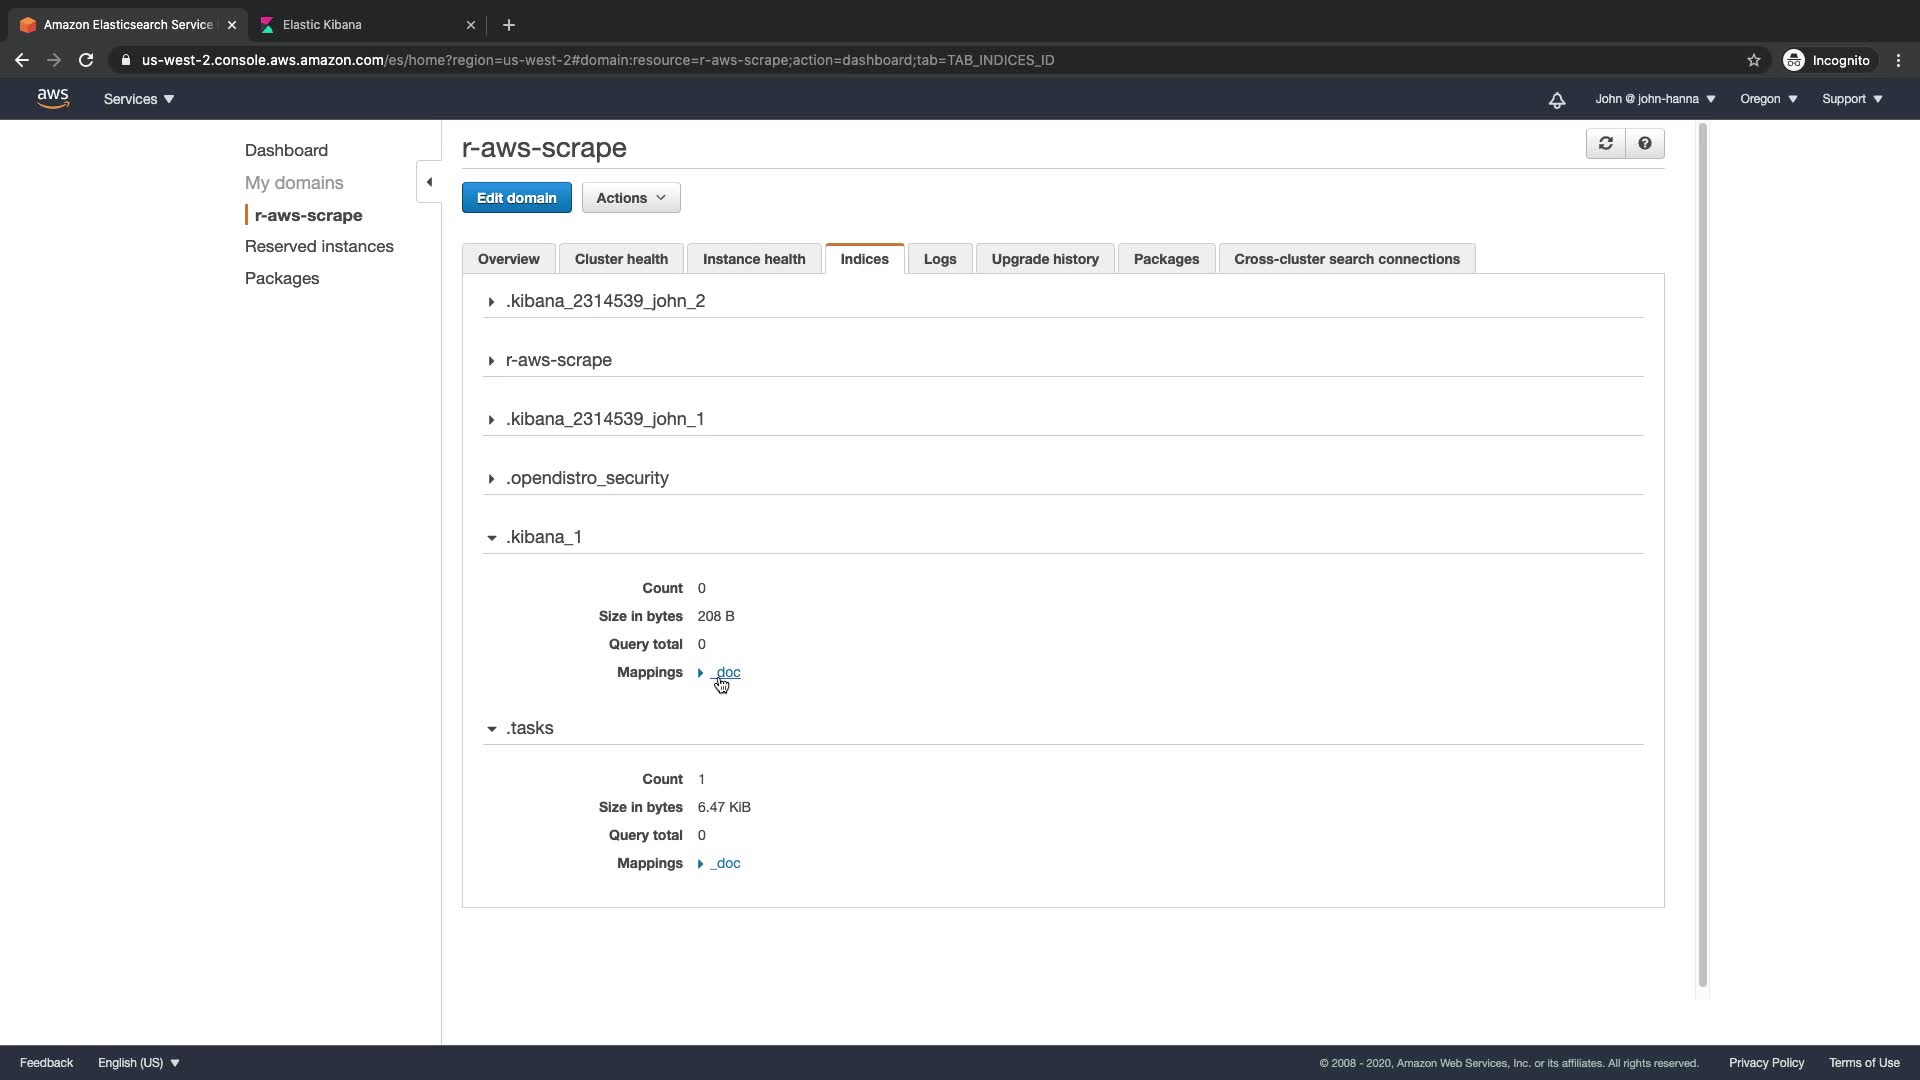 Amazon Elasticsearch Service
Elastic Kibana
us-west-2.console.aws.amazon.com/es/home?region=us-west-2#domain:resource=r-aws-scrape;action=dashboard;tab=TAB_INDICES_ID
Incognito
aws
Services
John @ john-hanna
Oregon
Support
Dashboard
My domains
r-aws-scrape
Reserved instances
Packages
r-aws-scrape
Edit domain
Actions
Overview
Cluster health
Instance health
Indices
Logs
Upgrade history
Packages
Cross-cluster search connections
.kibana_2314539_john_2
r-aws-scrape
.kibana_2314539_john_1
.opendistro_security
.kibana_1
Count 0
Size in bytes 208 B
Query total 0
Mappings _doc
.tasks
Count 1
Size in bytes 6.47 KiB
Query total 0
Mappings _doc
Feedback
English (US)
© 2008 - 2020, Amazon Web Services, Inc. or its affiliates. All rights reserved.
Privacy Policy
Terms of Use